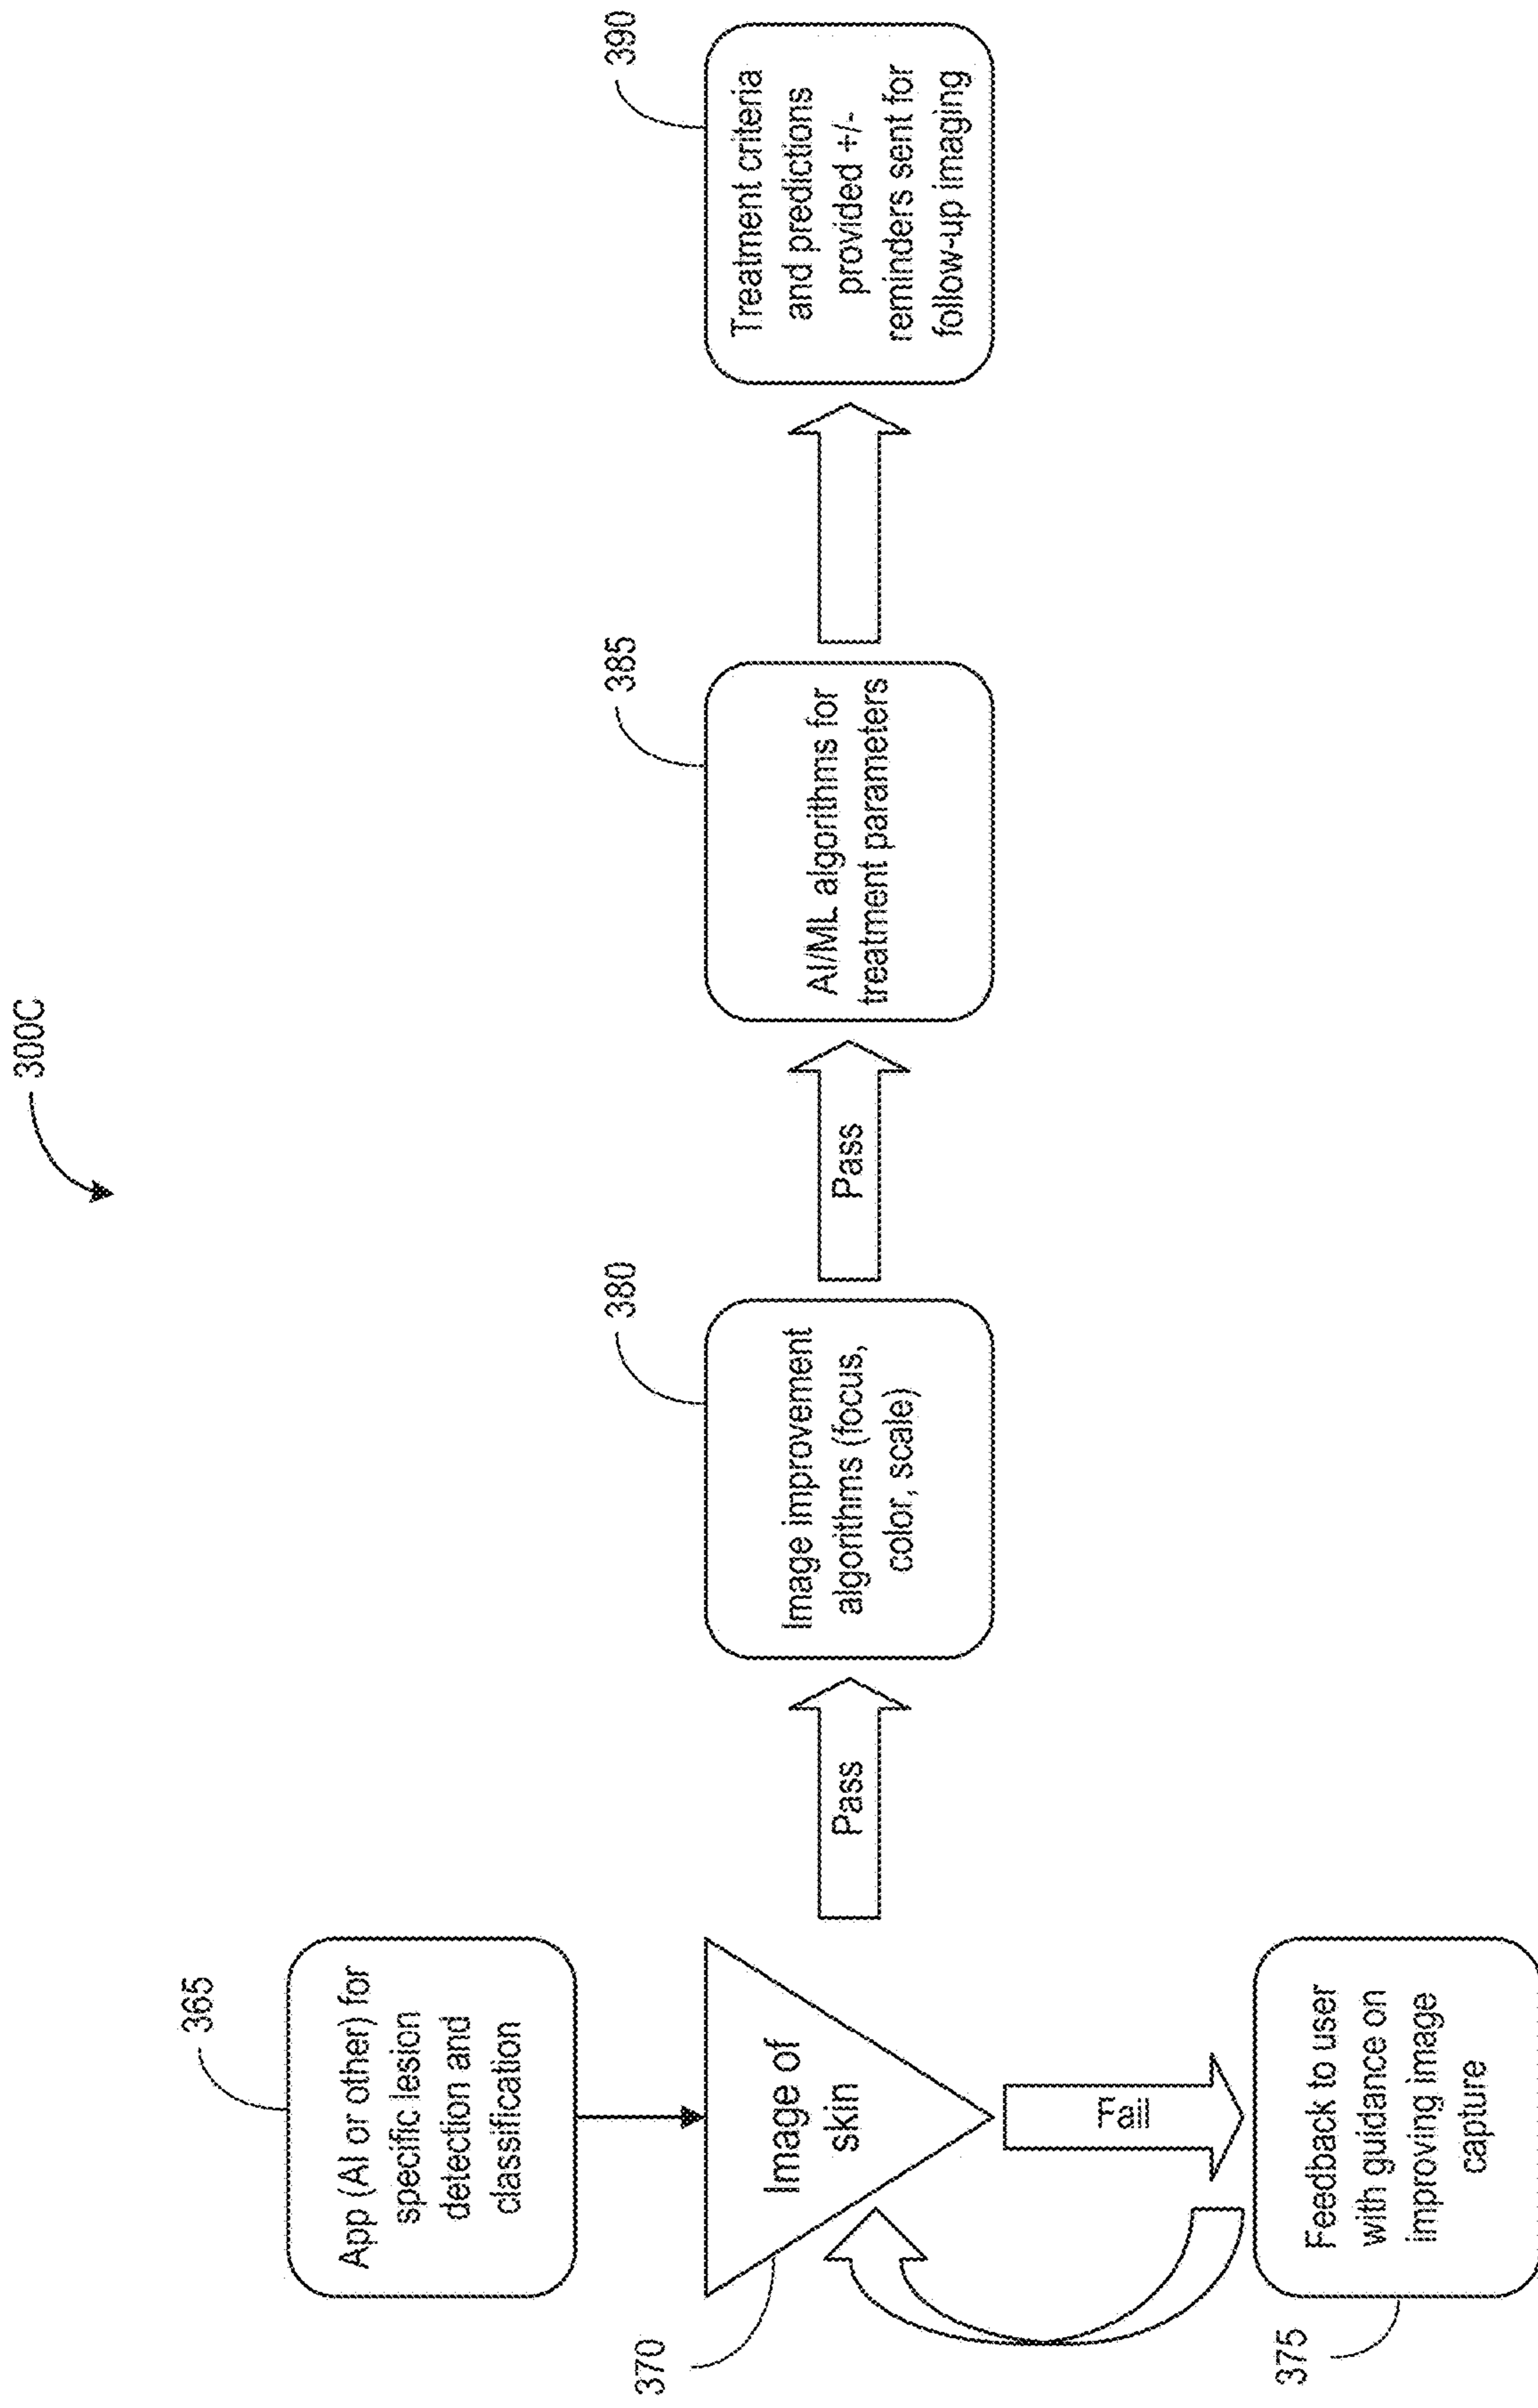 300C
365
App (AI or other) for
specific lesion
detection and
classification
370
Image of
skin
Fail
375
Feedback to user
with guidance on
improving image
capture
Pass
380
Image improvement
algorithms (focus,
color, scale)
Pass
385
AI/ML algorithms for
treatment parameters
390
Treatment criteria
and predictions
provided +/-
reminders sent for
follow-up imaging